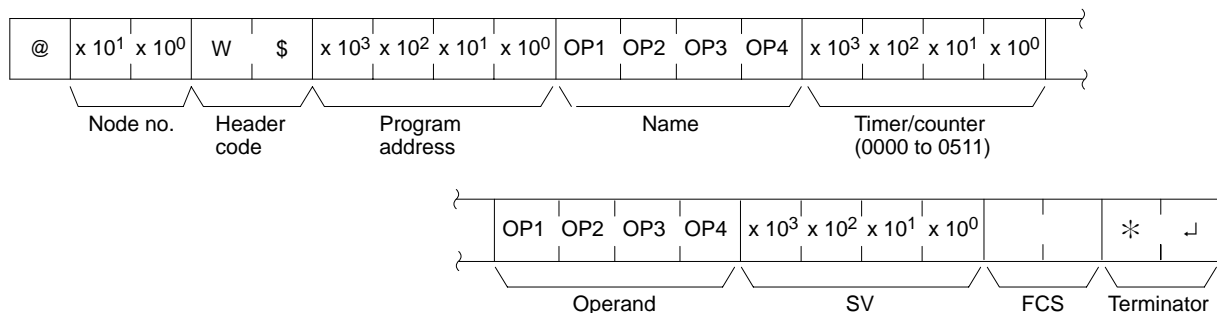 @ x 10¹ x 10⁰ W $ x 10³ x 10² x 10¹ x 10⁰ OP1 OP2 OP3 OP4 x 10³ x 10² x 10¹ x 10⁰
Node no. Header code Program address Name Timer/counter (0000 to 0511)
OP1 OP2 OP3 OP4 x 10³ x 10² x 10¹ x 10⁰ * ↵
Operand SV FCS Terminator